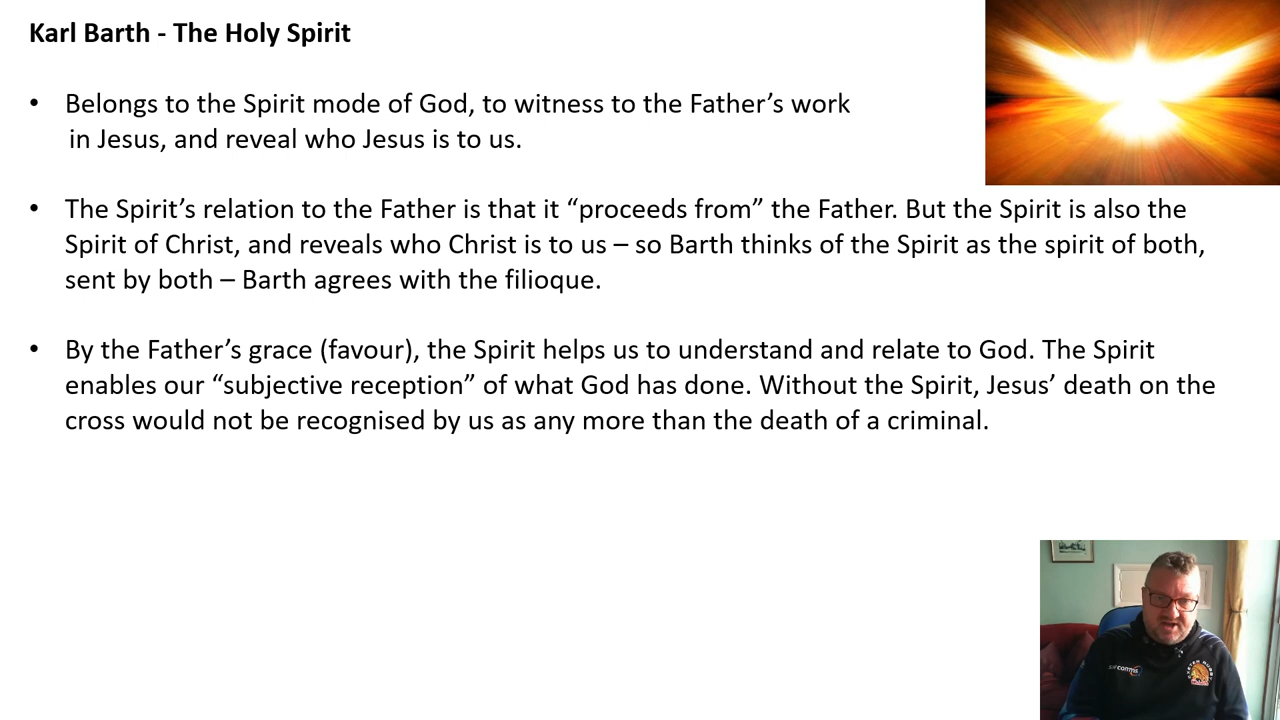 Karl Barth - The Holy Spirit
• Belongs to the Spirit mode of God, to witness to the Father’s work
in Jesus, and reveal who Jesus is to us.
• The Spirit’s relation to the Father is that it “proceeds from” the Father. But the Spirit is also the
Spirit of Christ, and reveals who Christ is to us – so Barth thinks of the Spirit as the spirit of both,
sent by both – Barth agrees with the filioque.
• By the Father’s grace (favour), the Spirit helps us to understand and relate to God. The Spirit
enables our “subjective reception” of what God has done. Without the Spirit, Jesus’ death on the
cross would not be recognised by us as any more than the death of a criminal.